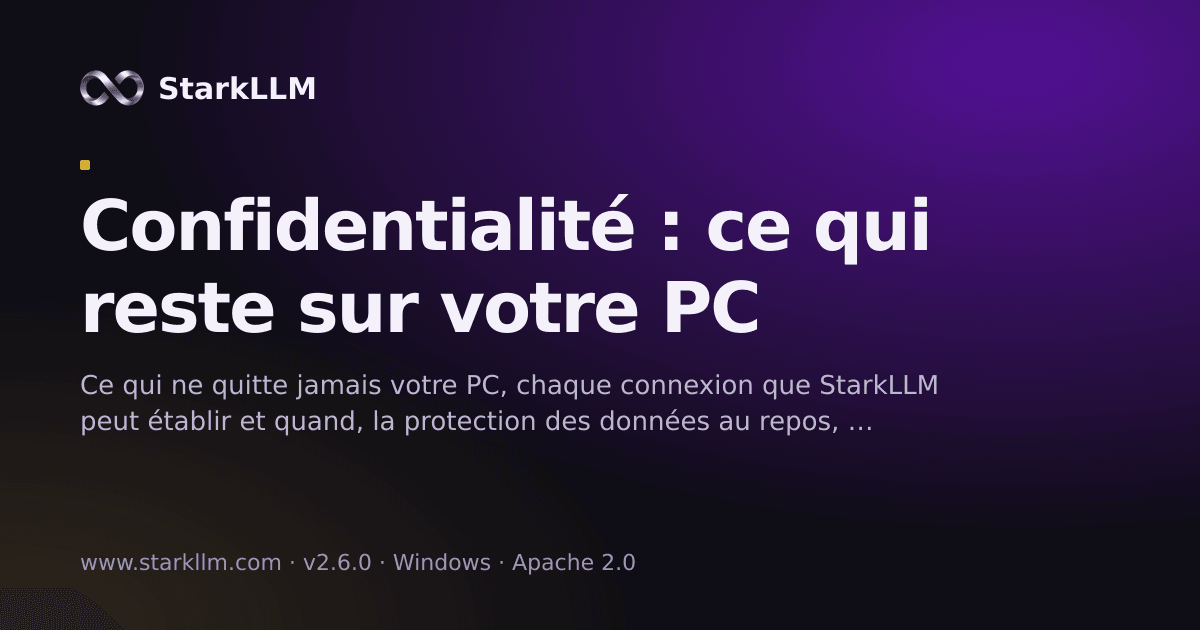 StarkLLM
Confidentialité : ce qui
reste sur votre PC
Ce qui ne quitte jamais votre PC, chaque connexion que StarkLLM
peut établir et quand, la protection des données au repos, …
www.starkllm.com · v2.6.0 · Windows · Apache 2.0